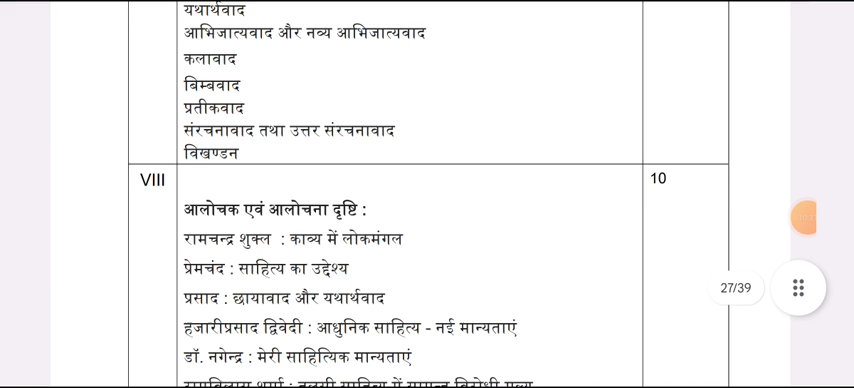 यथार्थवाद
आभिजात्यवाद और नव्य आभिजात्यवाद
कलावाद
बिम्बवाद
प्रतीकवाद
संरचनावाद तथा उत्तर संरचनावाद
विखण्डन
VIII
10
आलोचक एवं आलोचना दृष्टि :
रामचन्द्र शुक्ल : काव्य में लोकमंगल
प्रेमचंद : साहित्य का उद्देश्य
प्रसाद : छायावाद और यथार्थवाद
27/39
हजारीप्रसाद द्विवेदी : आधुनिक साहित्य - नई मान्यताएं
डॉ. नगेन्द्र : मेरी साहित्यिक मान्यताएं